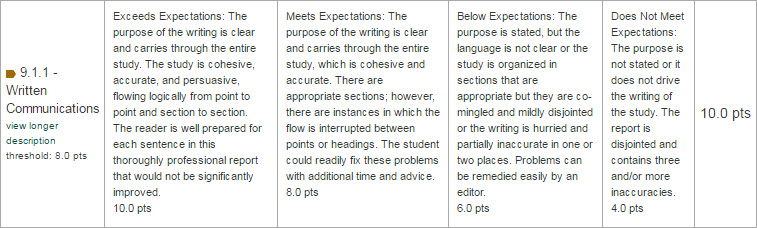 9.1.1 -
Written
Communications
view longer
description
threshold: 8.0 pts
Exceeds Expectations: The
purpose of the writing is clear
and carries through the entire
study. The study is cohesive,
accurate, and persuasive,
flowing logically from point to
point and section to section.
The reader is well prepared for
each sentence in this
thoroughly professional report
that would not be significantly
improved.
10.0 pts
Meets Expectations: The
purpose of the writing is clear
and carries through the entire
study, which is cohesive and
accurate. There are
appropriate sections; however,
there are instances in which the
flow is interrupted between
points or headings. The student
could readily fix these problems
with additional time and advice.
8.0 pts
Below Expectations: The
purpose is stated, but the
language is not clear or the
study is organized in
sections that are
appropriate but they are co-
mingled and mildly disjointed
or the writing is hurried and
partially inaccurate in one or
two places. Problems can
be remedied easily by an
editor.
6.0 pts
Does Not Meet
Expectations:
The purpose is
not stated or it
does not drive
the writing of
the study. The
report is
disjointed and
contains three
and/or more
inaccuracies.
4.0 pts
10.0 pts